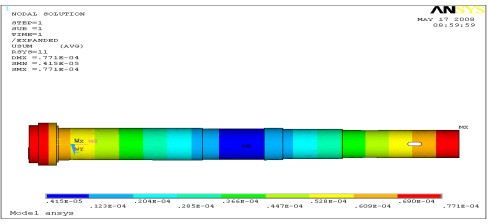 1
NODAL SOLUTION
STEP=1
SUB =1
TIME=1
/EXPANDED
USUM (AVG)
RSYS=11
DMX =.771E-04
SMN =.415E-05
SMX =.771E-04
ANSYS
MAY 17 2008
08:59:59
MX
.415E-05 .123E-04 .204E-04 .285E-04 .366E-04 .447E-04 .528E-04 .609E-04 .690E-04 .771E-04
Model ansys